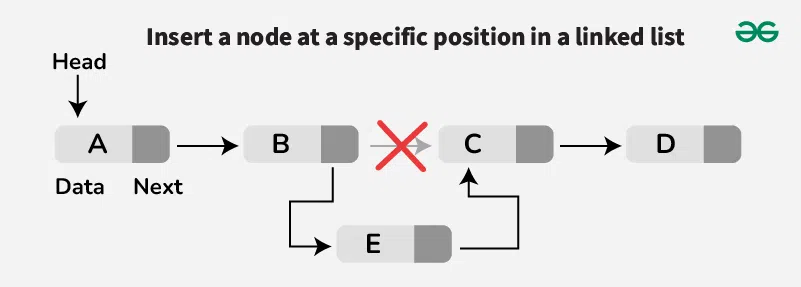 Insert a node at a specific position in a linked list
Head
A
B
C
D
Data Next
E